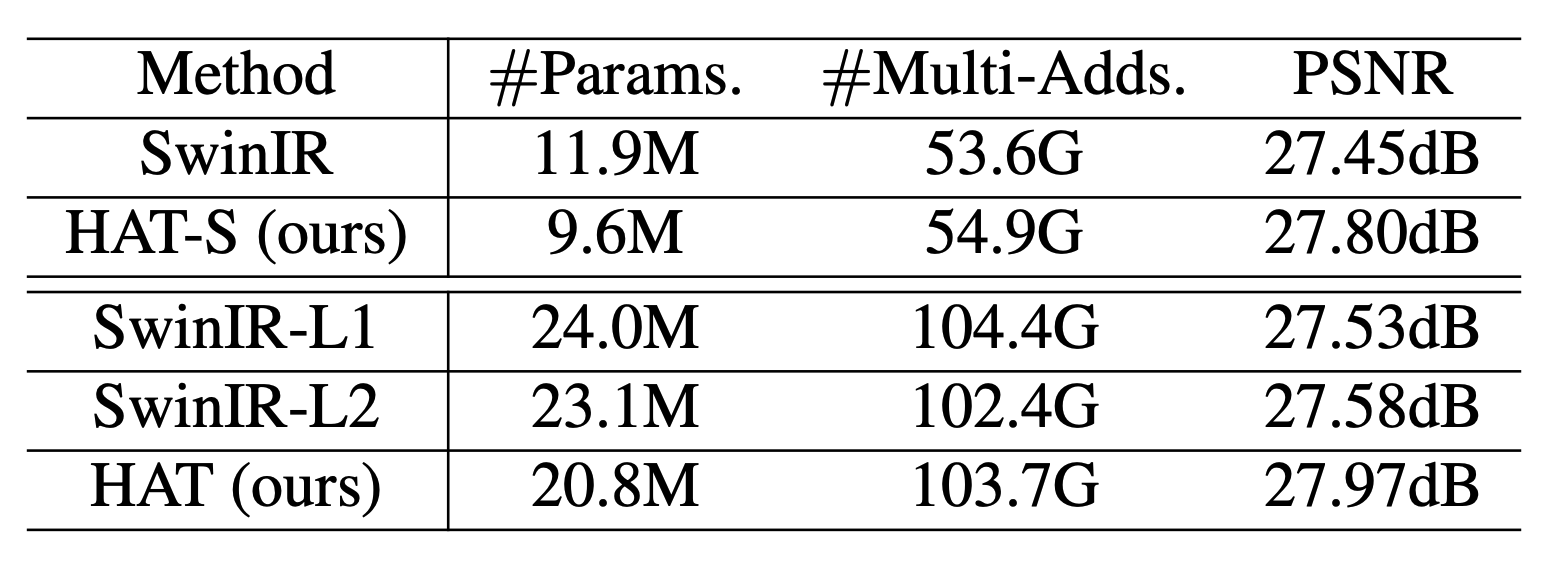 Method #Params. #Multi-Adds. PSNR
SwinIR 11.9M 53.6G 27.45dB
HAT-S (ours) 9.6M 54.9G 27.80dB
SwinIR-L1 24.0M 104.4G 27.53dB
SwinIR-L2 23.1M 102.4G 27.58dB
HAT (ours) 20.8M 103.7G 27.97dB